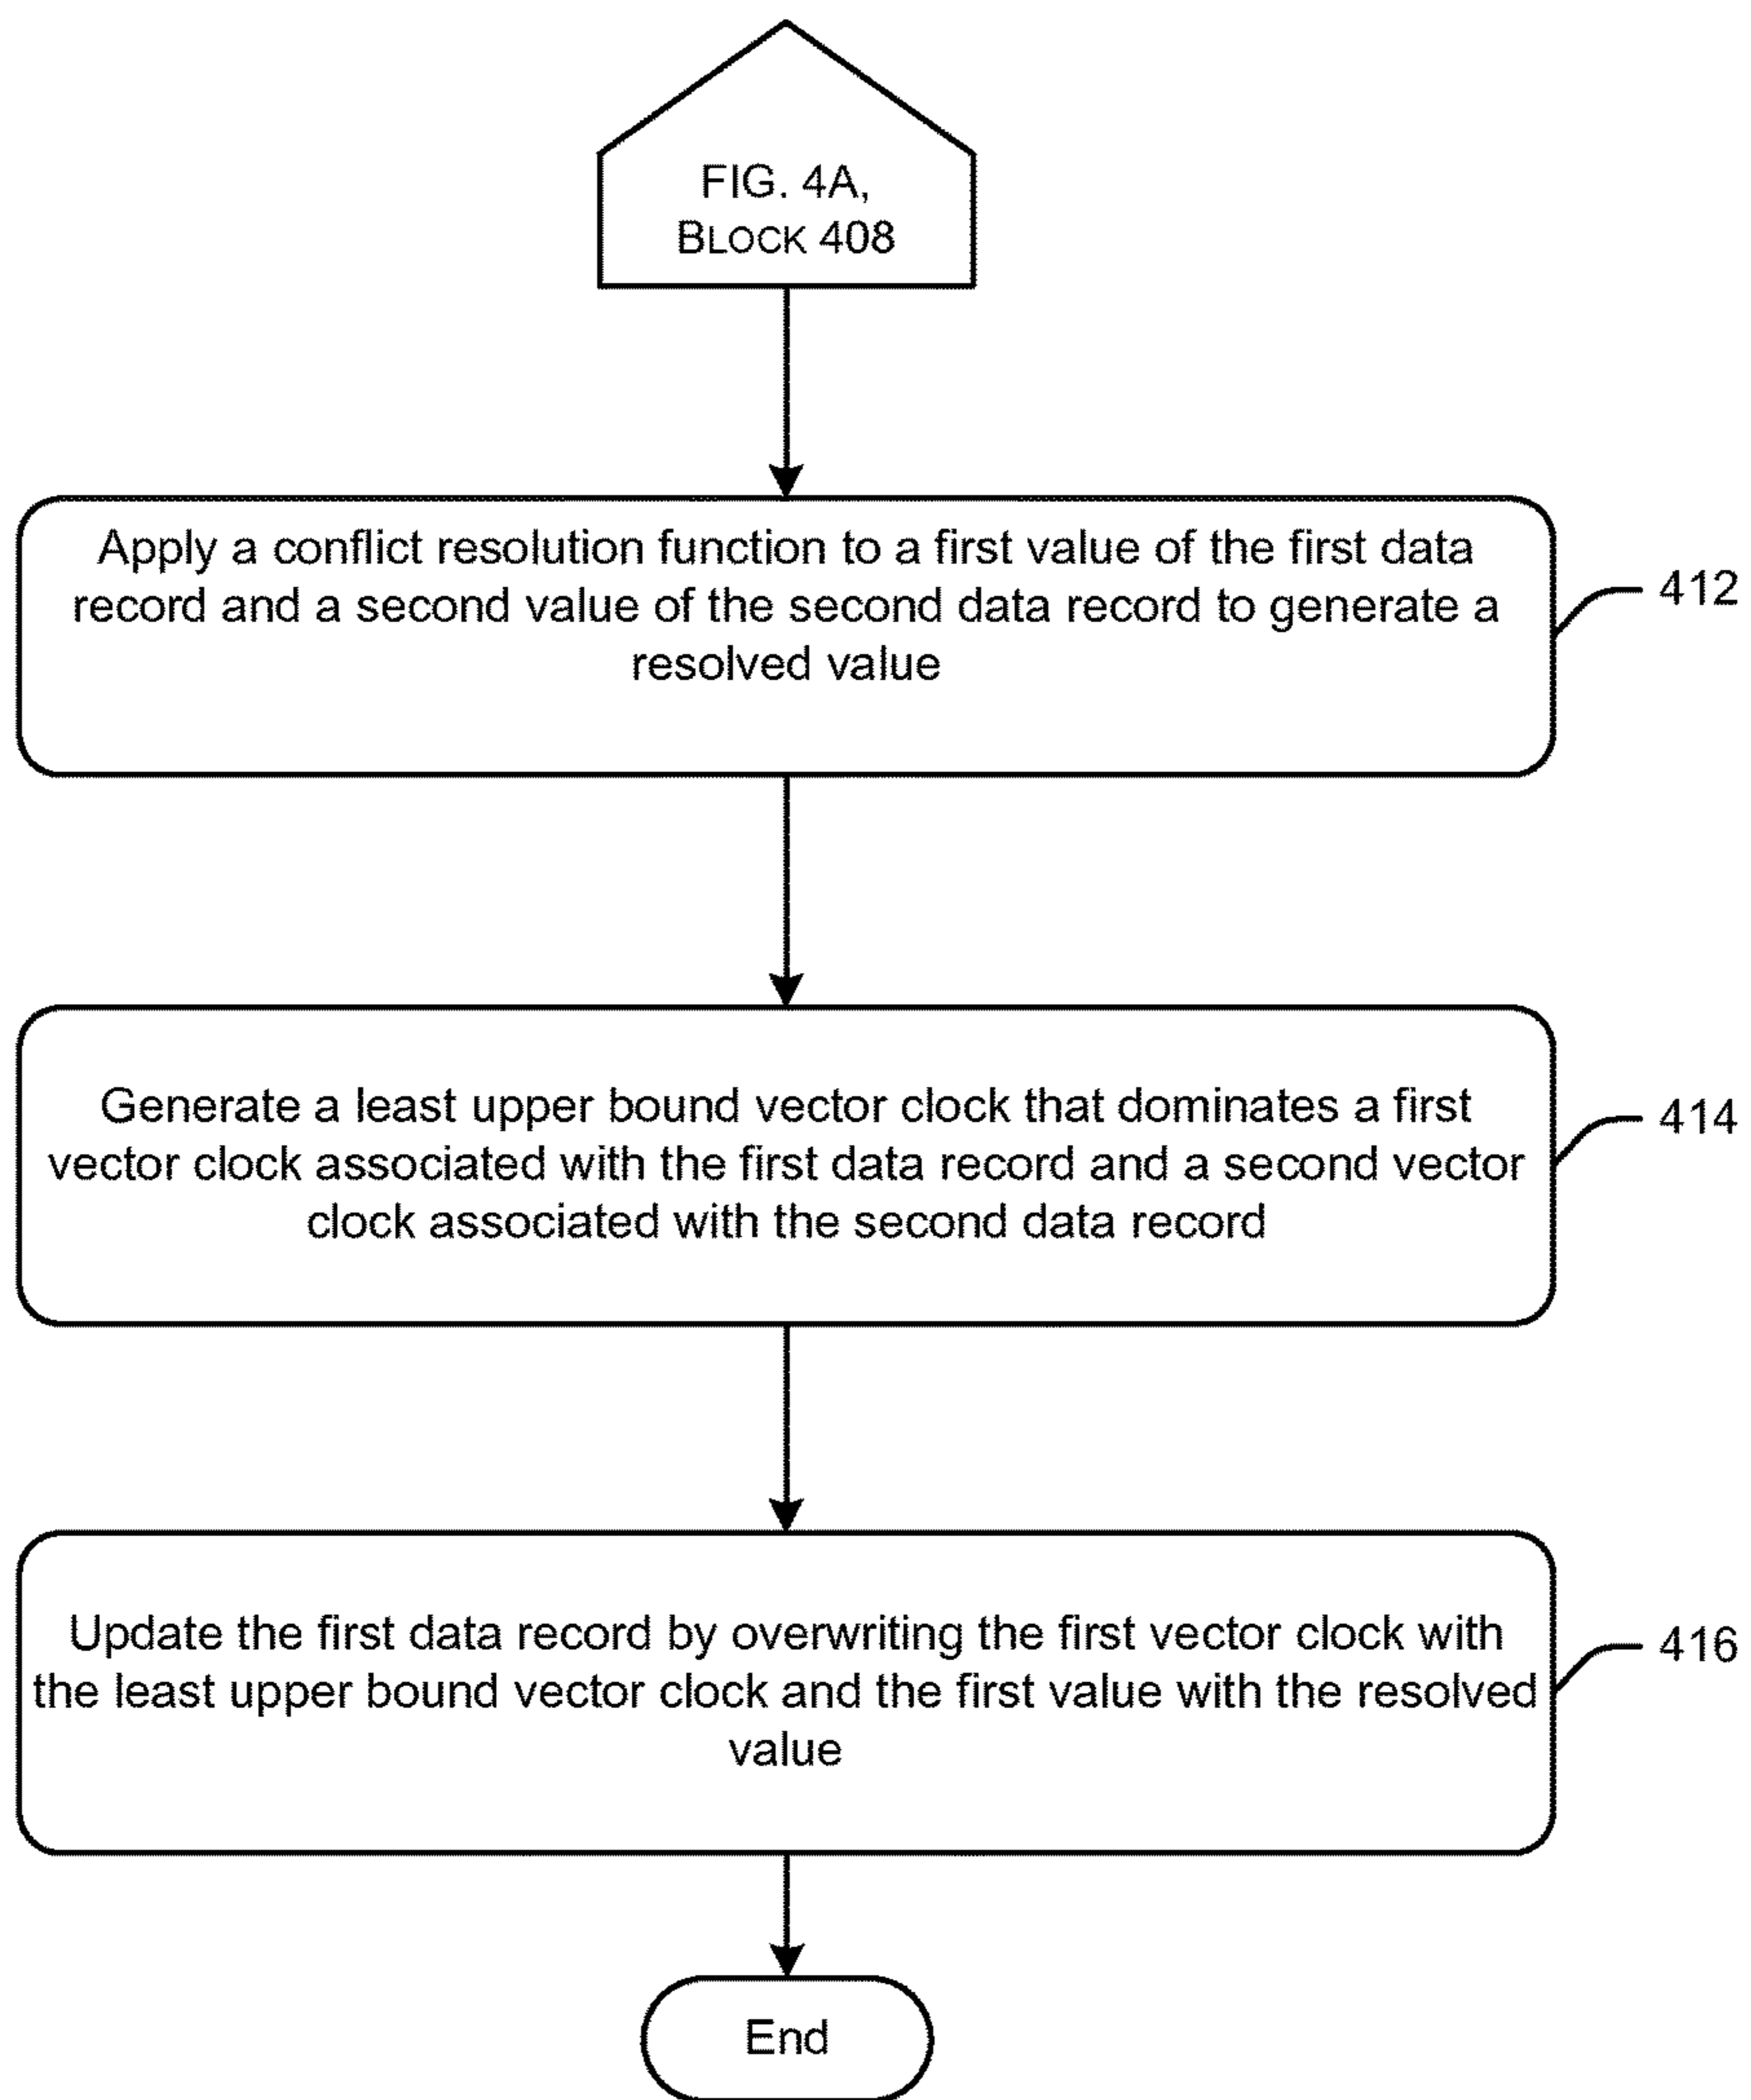 FIG. 4A,
BLOCK 408
Apply a conflict resolution function to a first value of the first data
record and a second value of the second data record to generate a
resolved value
412
Generate a least upper bound vector clock that dominates a first
vector clock associated with the first data record and a second vector
clock associated with the second data record
414
Update the first data record by overwriting the first vector clock with
the least upper bound vector clock and the first value with the resolved
value
416
End